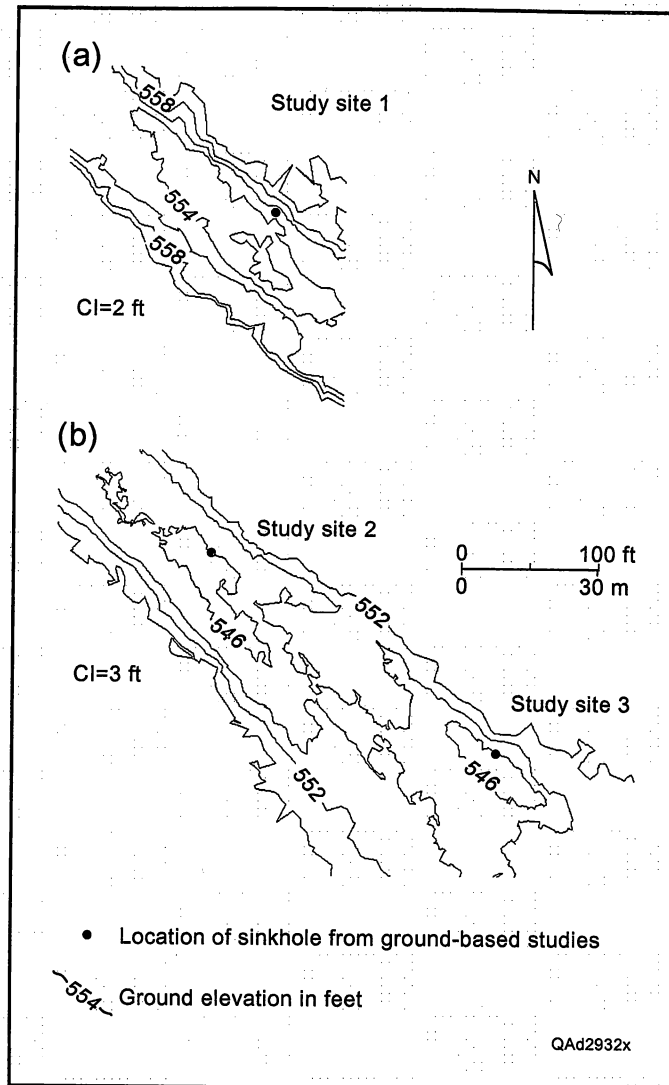 (a)
558
Study site 1
N
554
558
CI=2 ft
(b)
Study site 2
0 100 ft
0 30 m
552
546
CI=3 ft
Study site 3
546
552
Location of sinkhole from ground-based studies
554 Ground elevation in feet
QAd2932x